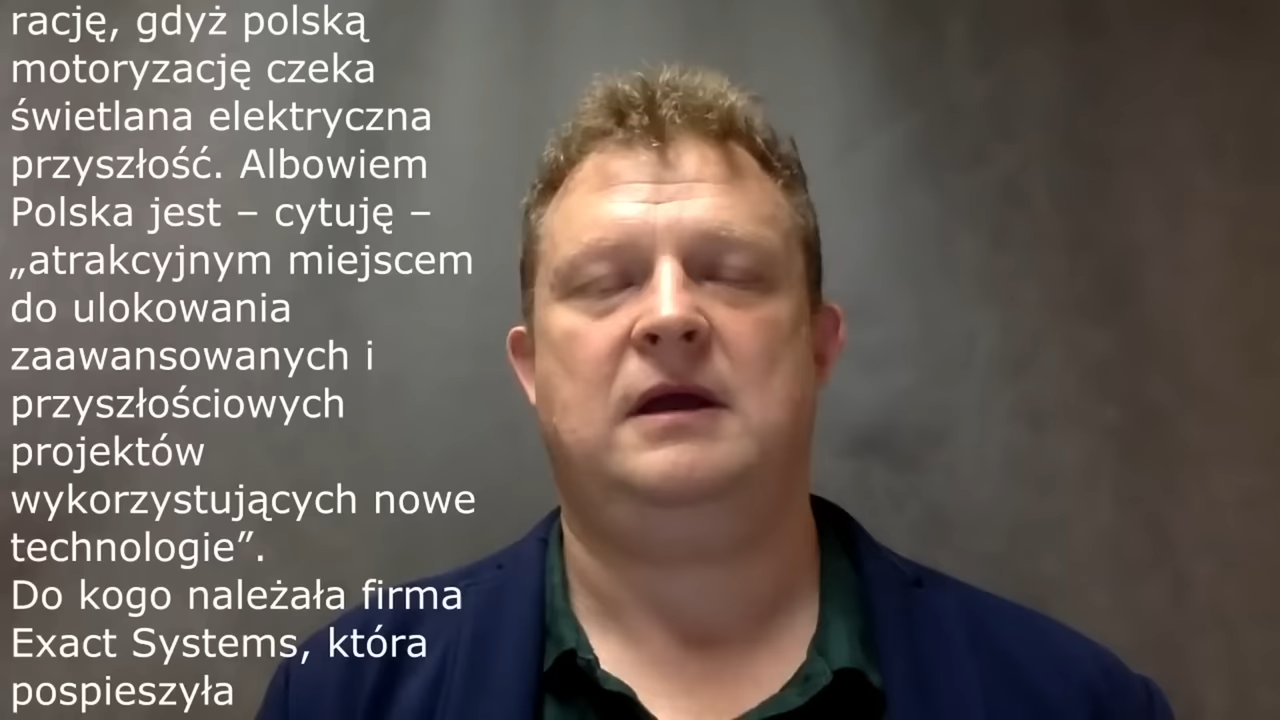 rację, gdyż polską
motoryzację czeka
świetlana elektryczna
przyszłość. Albowiem
Polska jest – cytuję –
„atrakcyjnym miejscem
do ulokowania
zaawansowanych i
przyszłościowych
projektów
wykorzystujących nowe
technologie”.
Do kogo należała firma
Exact Systems, która
pospieszyła